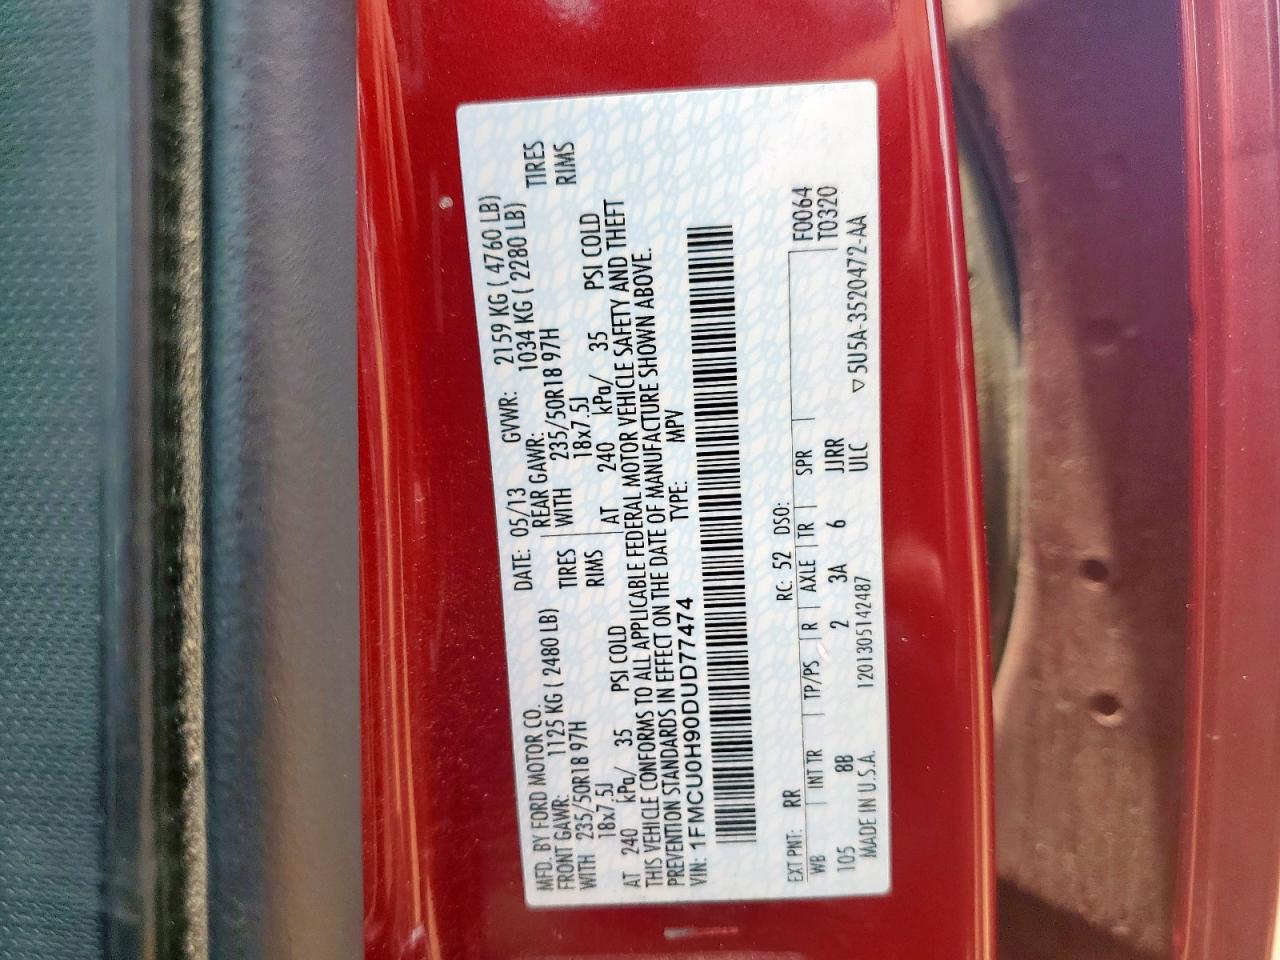 MFD. BY FORD MOTOR CO.
DATE: 05/13 GVWR: 2159 KG ( 4760 LB)
FRONT GAWR: 1125 KG ( 2480 LB) REAR GAWR: 1034 KG ( 2280 LB)
WITH 235/50R18 97H TIRES WITH 235/50R18 97H TIRES
18x7.5J RIMS 18x7.5J RIMS
AT 240 kPa/ 35 PSI COLD AT 240 kPa/ 35 PSI COLD
THIS VEHICLE CONFORMS TO ALL APPLICABLE FEDERAL MOTOR VEHICLE SAFETY AND THEFT
PREVENTION STANDARDS IN EFFECT ON THE DATE OF MANUFACTURE SHOWN ABOVE.
VIN: 1FMCU0H90DUD77474 TYPE: MPV
EXT PNT: RR RC: 52 DSO: F0064
WB INT TR TP/PS R AXLE TR SPR T0320
105 8B 2 3A 6 JJRR
MADE IN U.S.A. 1201305142487 ULC ▽5U5A-3520472-AA